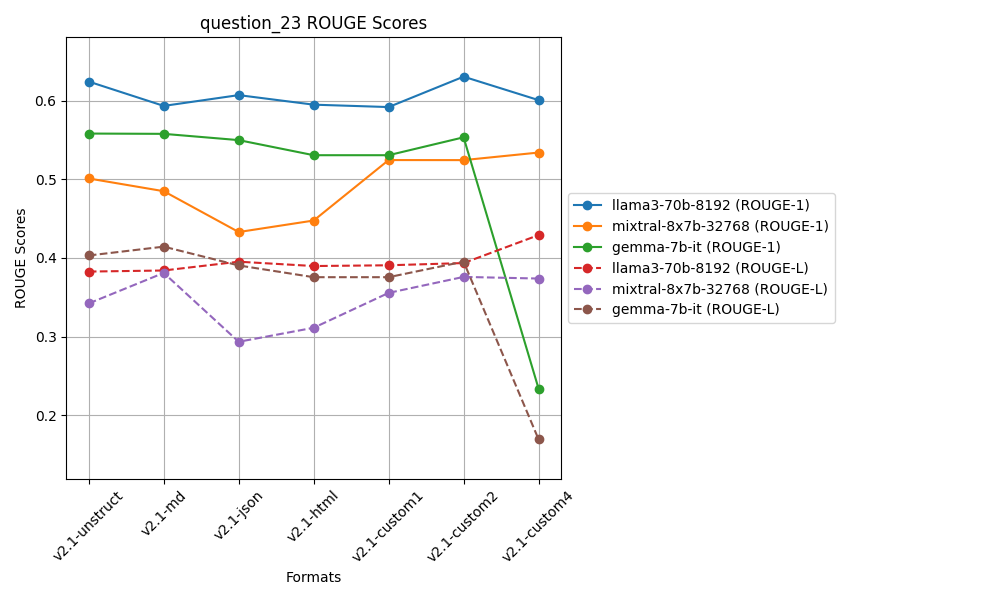 question_23 ROUGE Scores
ROUGE Scores
0.6
0.5
0.4
0.3
0.2
v2.1-unstruct
v2.1-md
v2.1-json
v2.1-html
v2.1-custom1
v2.1-custom2
v2.1-custom4
Formats
llama3-70b-8192 (ROUGE-1)
mixtral-8x7b-32768 (ROUGE-1)
gemma-7b-it (ROUGE-1)
llama3-70b-8192 (ROUGE-L)
mixtral-8x7b-32768 (ROUGE-L)
gemma-7b-it (ROUGE-L)